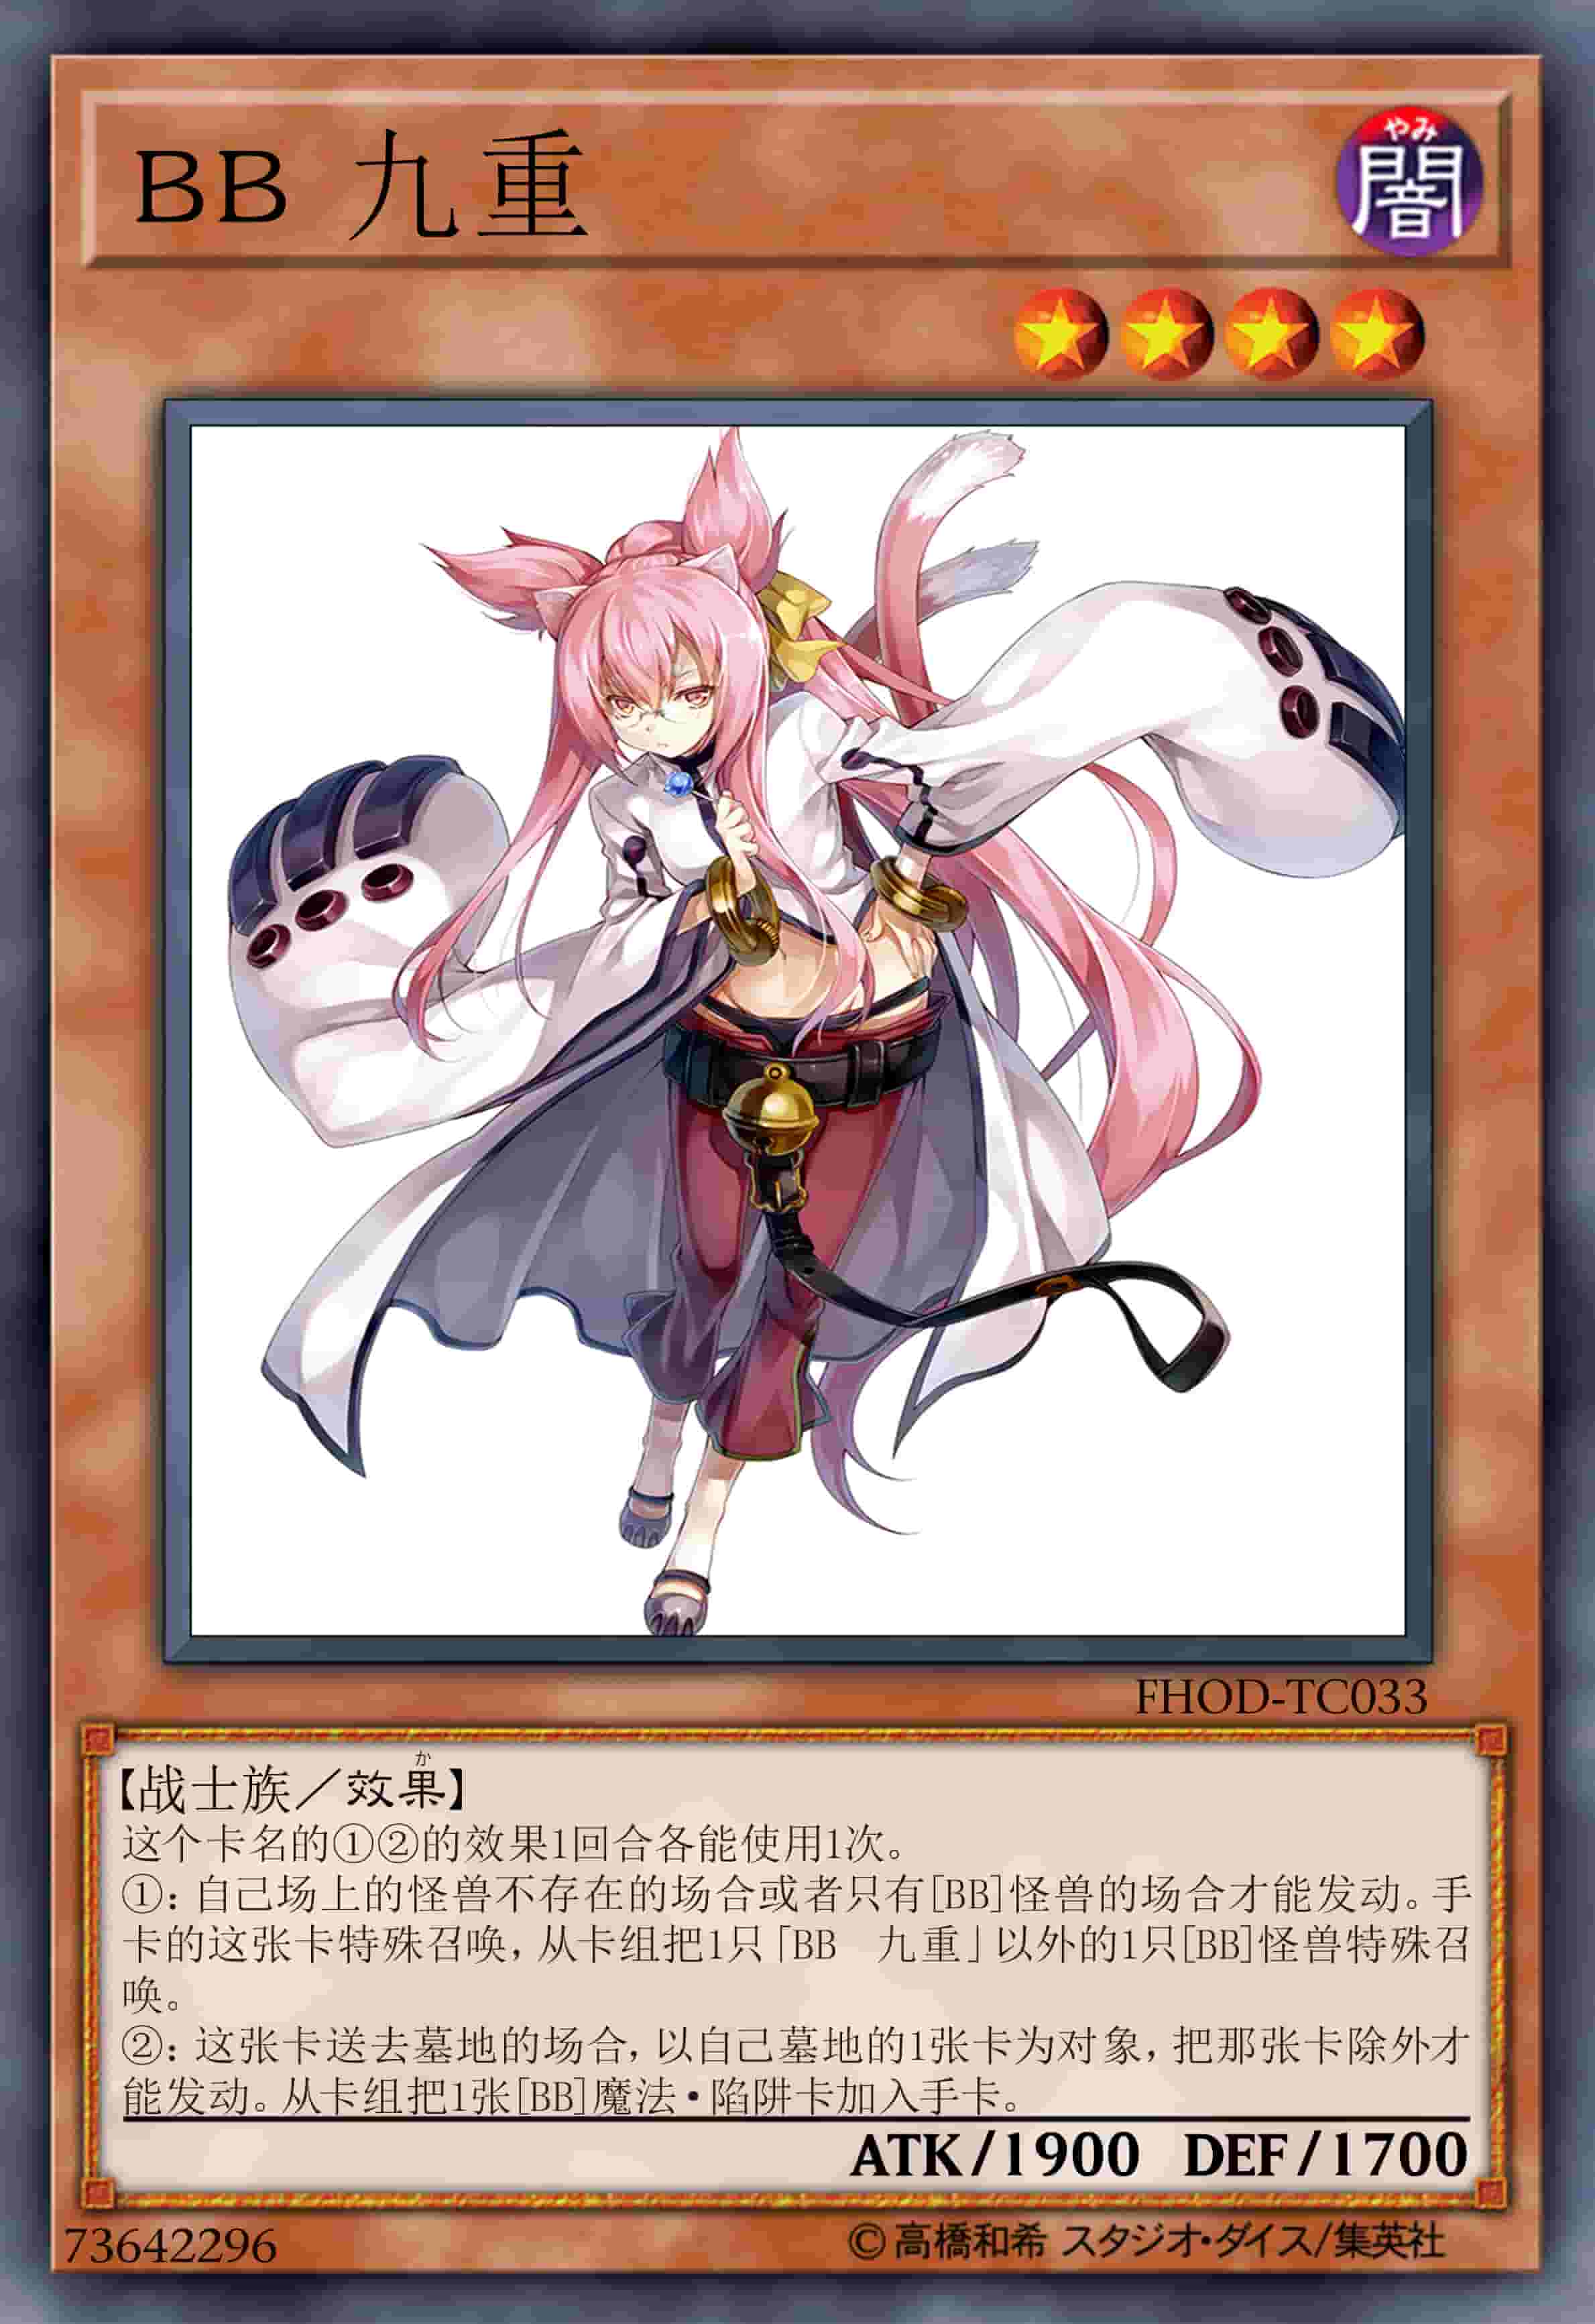 BB 九重
やみ
闇
FHOD-TC033
か
【战士族／效果】
这个卡名的①②的效果1回合各能使用1次。
①：自己场上的怪兽不存在的场合或者只有[BB]怪兽的场合才能发动。手
卡的这张卡特殊召唤，从卡组把1只「BB　九重」以外的1只[BB]怪兽特殊召
唤。
②：这张卡送去墓地的场合，以自己墓地的1张卡为对象，把那张卡除外才
能发动。从卡组把1张[BB]魔法·陷阱卡加入手卡。
ATK/1900 DEF/1700
73642296
©高橋和希 スタジオ・ダイス/集英社